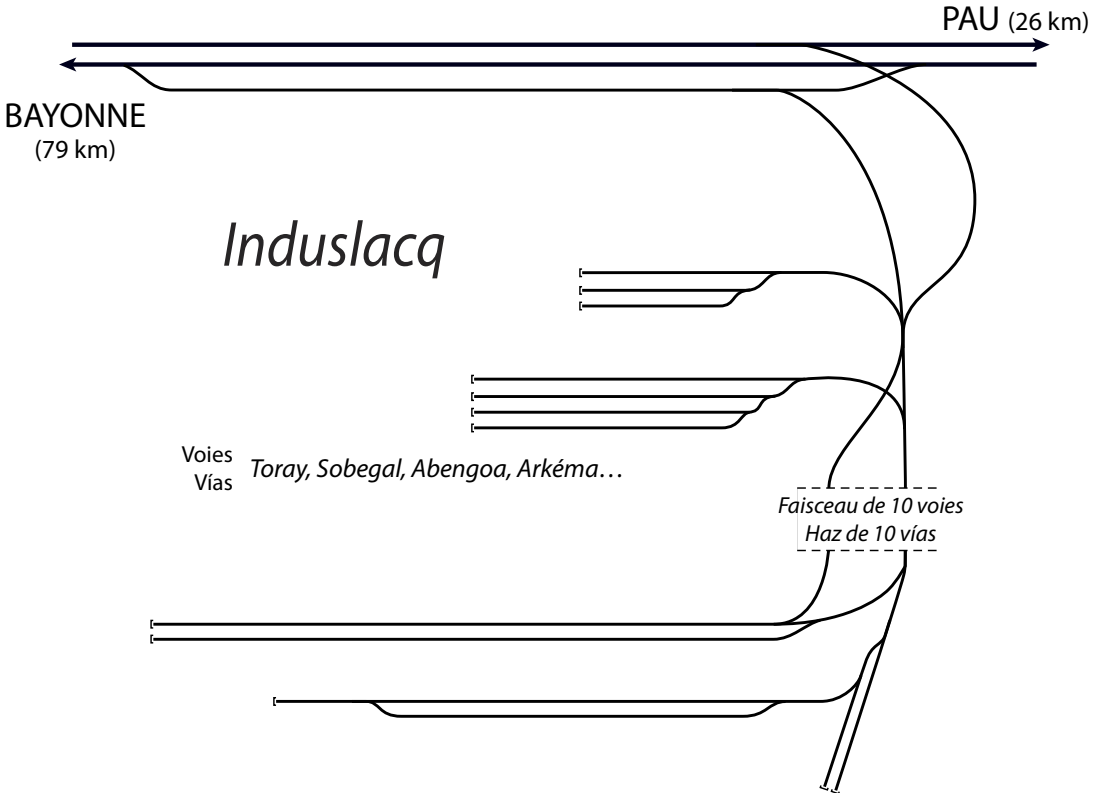 PAU (26 km)
BAYONNE
(79 km)
Induslacq
Voies
Vías
Toray, Sobegal, Abengoa, Arkéma…
Faisceau de 10 voies
Haz de 10 vías